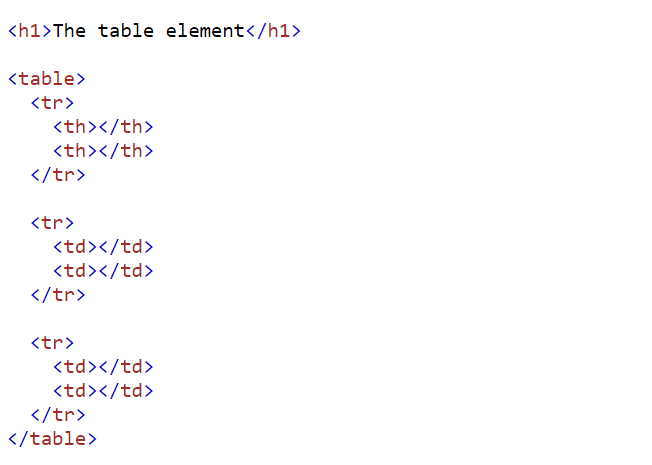 <h1>The table element</h1>
<table>
<tr>
<th></th>
<th></th>
</tr>
<tr>
<td></td>
<td></td>
</tr>
<tr>
<td></td>
<td></td>
</tr>
</table>